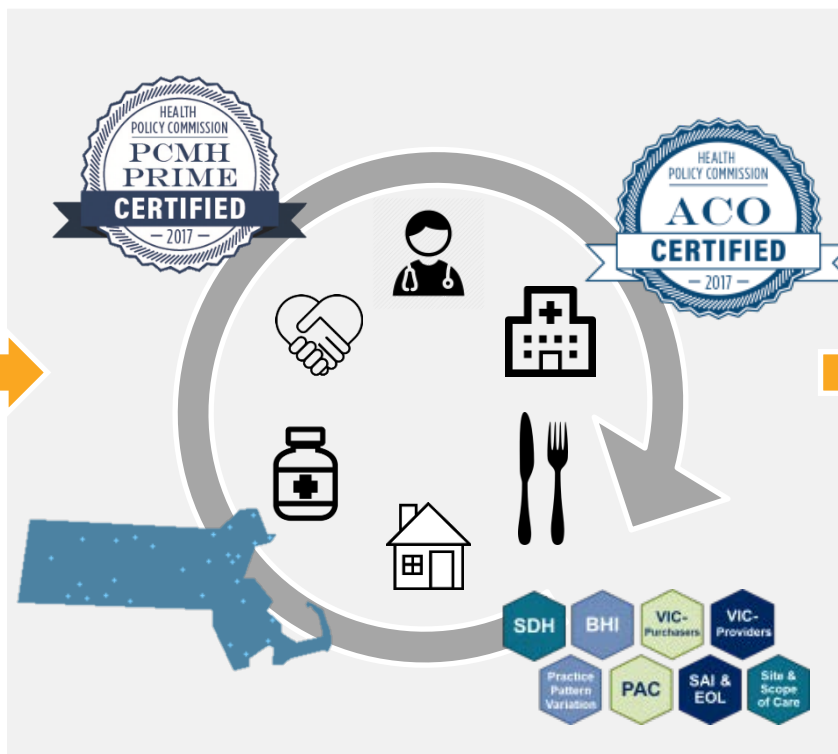 HEALTH
POLICY COMMISSION
PCMH
PRIME
CERTIFIED
— 2017 —
HEALTH
POLICY COMMISSION
ACO
CERTIFIED
— 2017 —
SDH
BHI
VIC-
Purchasers
VIC-
Providers
Practice
Pattern
Variation
PAC
SAI &
EOL
Site &
Scope
of Care